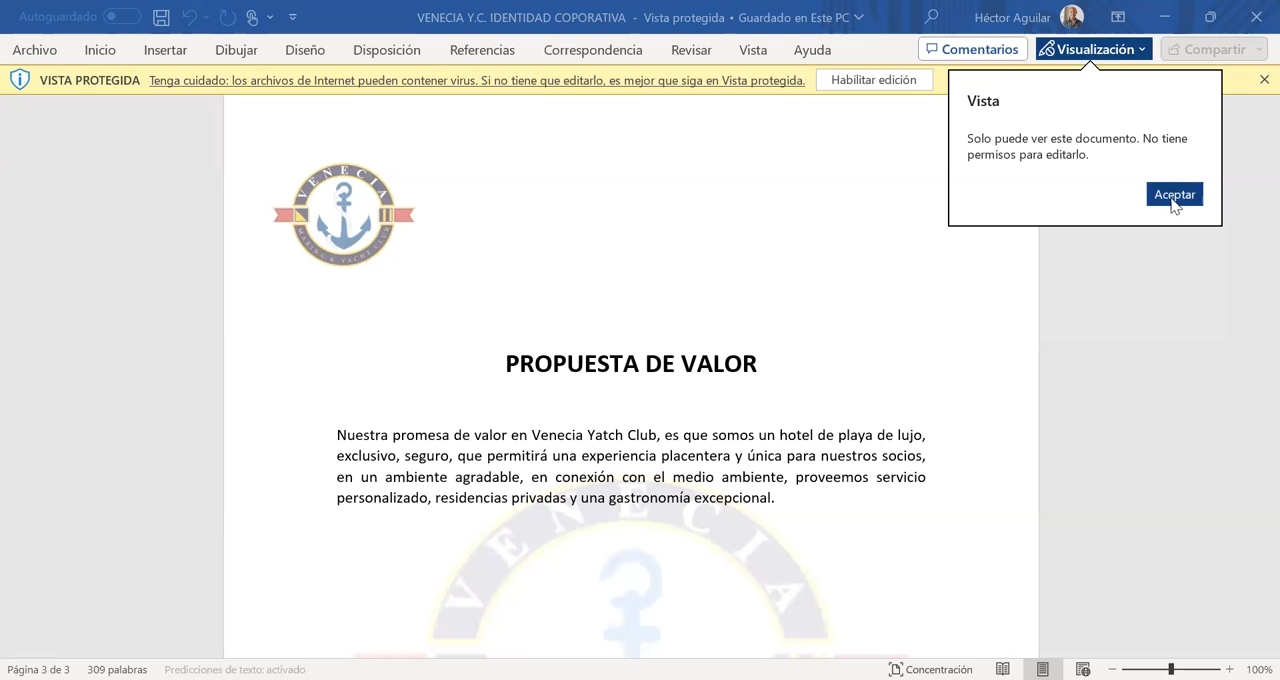 Autoguardado
VENECIA Y.C. IDENTIDAD COPORATIVA - Vista protegida • Guardado en Este PC
Héctor Aguilar
Archivo Inicio Insertar Dibujar Diseño Disposición Referencias Correspondencia Revisar Vista Ayuda
Comentarios
Visualización
Compartir
VISTA PROTEGIDA Tenga cuidado: los archivos de Internet pueden contener virus. Si no tiene que editarlo, es mejor que siga en Vista protegida.
Habilitar edición
Vista
Solo puede ver este documento. No tiene
permisos para editarlo.
Aceptar
VENECIA
MARINA & YACHT CLUB
PROPUESTA DE VALOR
Nuestra promesa de valor en Venecia Yatch Club, es que somos un hotel de playa de lujo,
exclusivo, seguro, que permitirá una experiencia placentera y única para nuestros socios,
en un ambiente agradable, en conexión con el medio ambiente, proveemos servicio
personalizado, residencias privadas y una gastronomía excepcional.
VENECIA
Página 3 de 3 309 palabras Predicciones de texto: activado
Concentración
100%